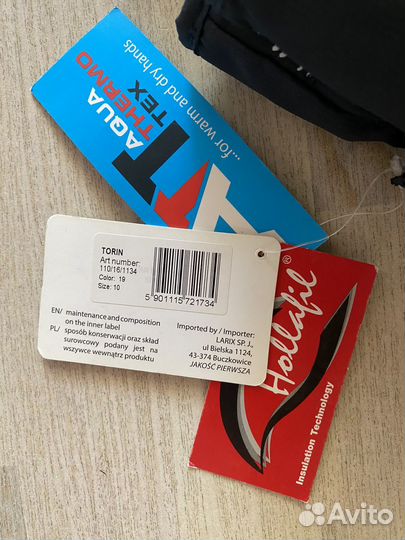 AQUA
THERMO
TEX
...for warm and dry hands
TORIN
Art number:
110/16/1134
Color: 19
Size: 10
5 901115 721734
EN/ maintenance and composition
on the inner label
PL/ sposób konserwacji oraz skład
surowcowy podany jest na
wszywce wewnątrz produktu
Imported by / Importer:
LARIX SP. J.,
ul Bielska 1124,
43-374 Buczkowice
JAKOŚĆ PIERWSZA
Hollafil®
Insulation Technology
Avito